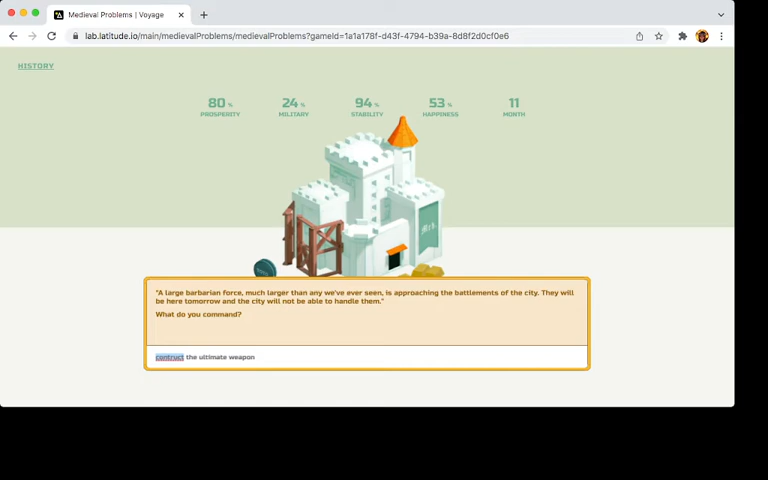 Medieval Problems | Voyage
lab.latitude.io/main/medievalProblems/medievalProblems?gameId=1a1a178f-d43f-4794-b39a-8d8f2d0cf0e6
HISTORY
80 % 24 % 94 % 53 % 11
PROSPERITY MILITARY STABILITY HAPPINESS MONTH
"A large barbarian force, much larger than any we've ever seen, is approaching the battlements of the city. They will
be here tomorrow and the city will not be able to handle them."
What do you command?
contruct the ultimate weapon